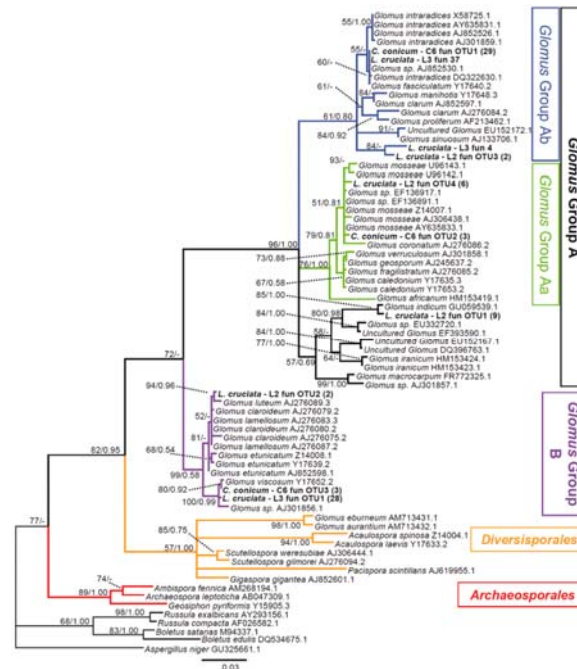 55/1.00
Glomus intraradices X58725.1
Glomus intraradices AY635831.1
Glomus intraradices AJ852526.1
Glomus intraradices AJ301859.1
55/-
C. conicum - C6 fun OTU1 (29)
L. cruciata - L3 fun 37
60/-
Glomus sp. AJ852530.1
Glomus intraradices DQ322630.1
Glomus fasciculatum Y17640.2
84/-
Glomus manihotis Y17648.3
61/-
Glomus clarum AJ852597.1
Glomus clarum AJ276084.2
61/0.80
Glomus proliferum AF213462.1
84/0.92
91/-
Uncultured Glomus EU152172.1
Glomus sinuosum AJ133706.1
84/-
L. cruciata - L3 fun 4
L. cruciata - L2 fun OTU3 (2)
Glomus Group Ab
Glomus Group A
93/-
Glomus mosseae U96143.1
Glomus mosseae U96142.1
L. cruciata - L2 fun OTU4 (6)
51/0.81
Glomus sp. EF136917.1
Glomus sp. EF136891.1
Glomus mosseae Z14007.1
Glomus mosseae AJ306438.1
Glomus mosseae AY635833.1
79/0.81
C. conicum - C6 fun OTU2 (3)
Glomus coronatum AJ276086.2
96/1.00
73/0.88
Glomus verruculosum AJ301858.1
76/1.00
Glomus geosporum AJ245637.2
Glomus fragilistratum AJ276085.2
67/0.58
Glomus caledonium Y17635.3
Glomus caledonium Y17653.2
85/1.00
Glomus africanum HM153419.1
Glomus Group Aa
Glomus indicum GU059539.1
80/0.98
L. cruciata - L2 fun OTU1 (9)
84/1.00
Glomus sp. EU332720.1
58/-
Uncultured Glomus EF393590.1
84/1.00
Uncultured Glomus EU152167.1
77/1.00
Uncultured Glomus DQ396763.1
64/-
Glomus iranicum HM153424.1
57/0.69
Glomus iranicum HM153423.1
72/-
Glomus macrocarpum FR772325.1
99/1.00
Glomus sp. AJ301857.1
94/0.96
L. cruciata - L2 fun OTU2 (2)
Glomus luteum AJ276089.3
Glomus claroideum AJ276079.2
52/-
Glomus lamellosum AJ276083.3
Glomus claroideum AJ276080.2
81/-
Glomus claroideum AJ276075.2
Glomus lamellosum AJ276087.2
68/0.54
Glomus etunicatum Z14008.1
Glomus etunicatum Y17639.2
82/0.95
99/0.58
Glomus etunicatum AJ852598.1
80/0.92
Glomus viscosum Y17652.2
C. conicum - C6 fun OTU3 (3)
100/0.99
L. cruciata - L3 fun OTU1 (28)
Glomus sp. AJ301856.1
Glomus Group B
Glomus eburneum AM713431.1
98/1.00
Glomus aurantium AM713432.1
77/-
85/0.75
Acaulospora spinosa Z14004.1
94/1.00
Acaulospora laevis Y17633.2
57/1.00
Scutellospora weresubiae AJ306444.1
Scutellospora gilmorei AJ276094.2
Pacispora scintillans AJ619955.1
Gigaspora gigantea AJ852601.1
Diversisporales
74/-
Ambispora fennica AM268194.1
89/1.00
Archaeospora leptoticha AB047309.1
Geosiphon pyriformis Y15905.3
Archaeosporales
98/1.00
Russula exalbicans AY293156.1
68/1.00
Russula compacta AF026582.1
83/1.00
Boletus satanas M94337.1
Boletus edulis DQ534675.1
Aspergillus niger GU325661.1
0.03